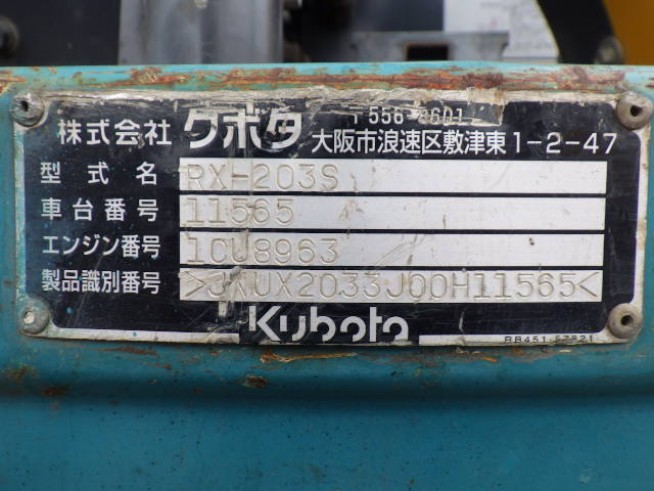 〒556-8601
株式会社 クボタ 大阪市浪速区敷津東1-2-47
型式名 RX-203S
車台番号 11565
エンジン番号 1CU8963
製品識別番号 >JKUX2033J00H11565<
Kubota